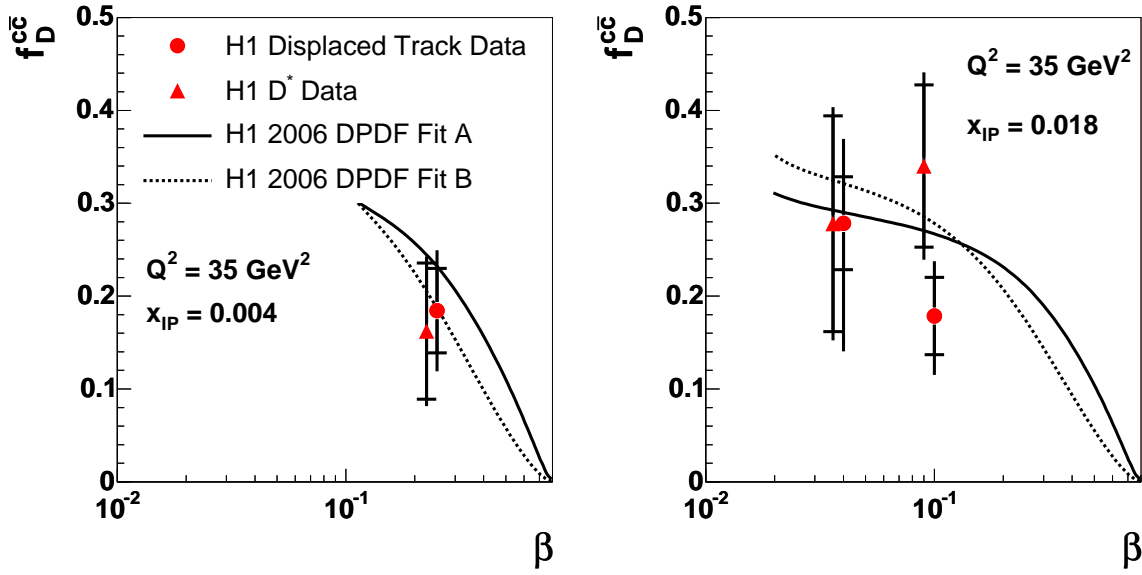 f_D^{cc̄}
0.5
0.4
0.3
0.2
0.1
0
H1 Displaced Track Data
H1 D* Data
H1 2006 DPDF Fit A
H1 2006 DPDF Fit B
Q² = 35 GeV²
x_IP = 0.004
10⁻²
10⁻¹
β
f_D^{cc̄}
0.5
0.4
0.3
0.2
0.1
0
Q² = 35 GeV²
x_IP = 0.018
10⁻²
10⁻¹
β